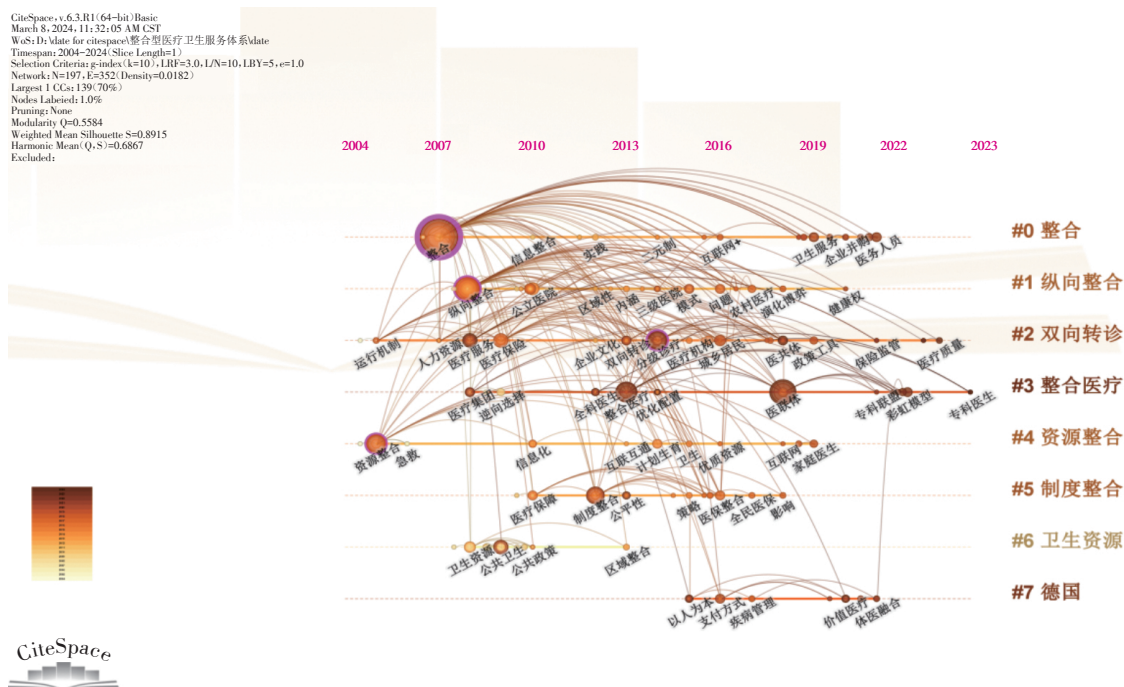 CiteSpace, v.6.3.R1(64-bit)Basic
March 8, 2024, 11:32:05 AM CST
WoS: D:\date for citespace\整合型医疗卫生服务体系\date
Timespan: 2004-2024(Slice Length=1)
Selection Criteria: g-index(k=10), LRF=3.0, L/N=10, LBY=5, e=1.0
Network: N=197, E=352(Density=0.0182)
Largest 1 CCs: 139(70%)
Nodes Labeied: 1.0%
Pruning: None
Modularity Q=0.5584
Weighted Mean Silhouette S=0.8915
Harmonic Mean(Q, S)=0.6867
Excluded:
2004 2007 2010 2013 2016 2019 2022 2023
整合 信息整合 实践 二元制 互联网+ 卫生服务 企业并购 医务人员
#0 整合
纵向整合 公立医院 区域性 内涵 三级医院 模式 问题 农村医疗 演化博弈 健康权
#1 纵向整合
运行机制 人力资源 医疗服务 医疗保险 企业文化 双向转诊 分级诊疗 医疗机构 城乡居民 医共体 政策工具 保险监管 医疗质量
#2 双向转诊
医疗集团 逆向选择 全科医生 整合医疗 优化配置 医联体 专科联盟 彩虹模型 专科医生
#3 整合医疗
资源整合 急救 信息化 互联互通 计划生育 卫生 优质资源 互联网 家庭医生
#4 资源整合
医疗保障 制度整合 公平性 策略 医保整合 全民医保 影响
#5 制度整合
卫生资源 公共卫生 公共政策 区域整合
#6 卫生资源
以人为本 支付方式 疾病管理 价值医疗 体医融合
#7 德国
CiteSpace